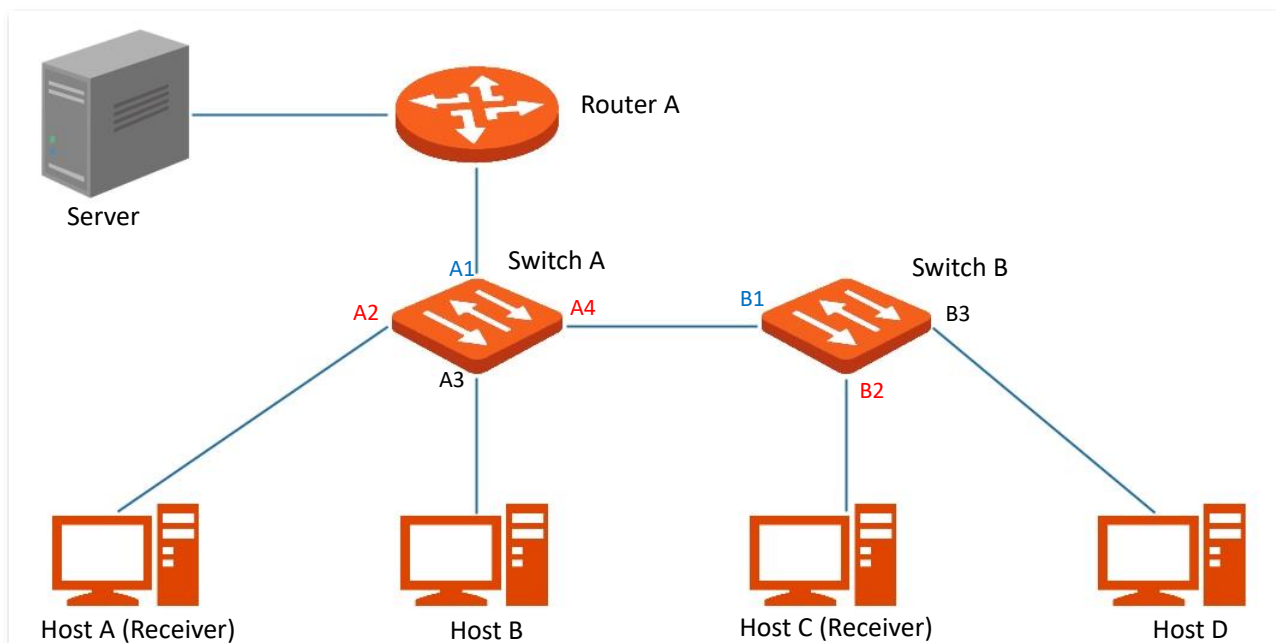 Router A
Server
Switch A
Switch B
A1
A2
A4
B1
B3
A3
B2
Host A (Receiver)
Host B
Host C (Receiver)
Host D